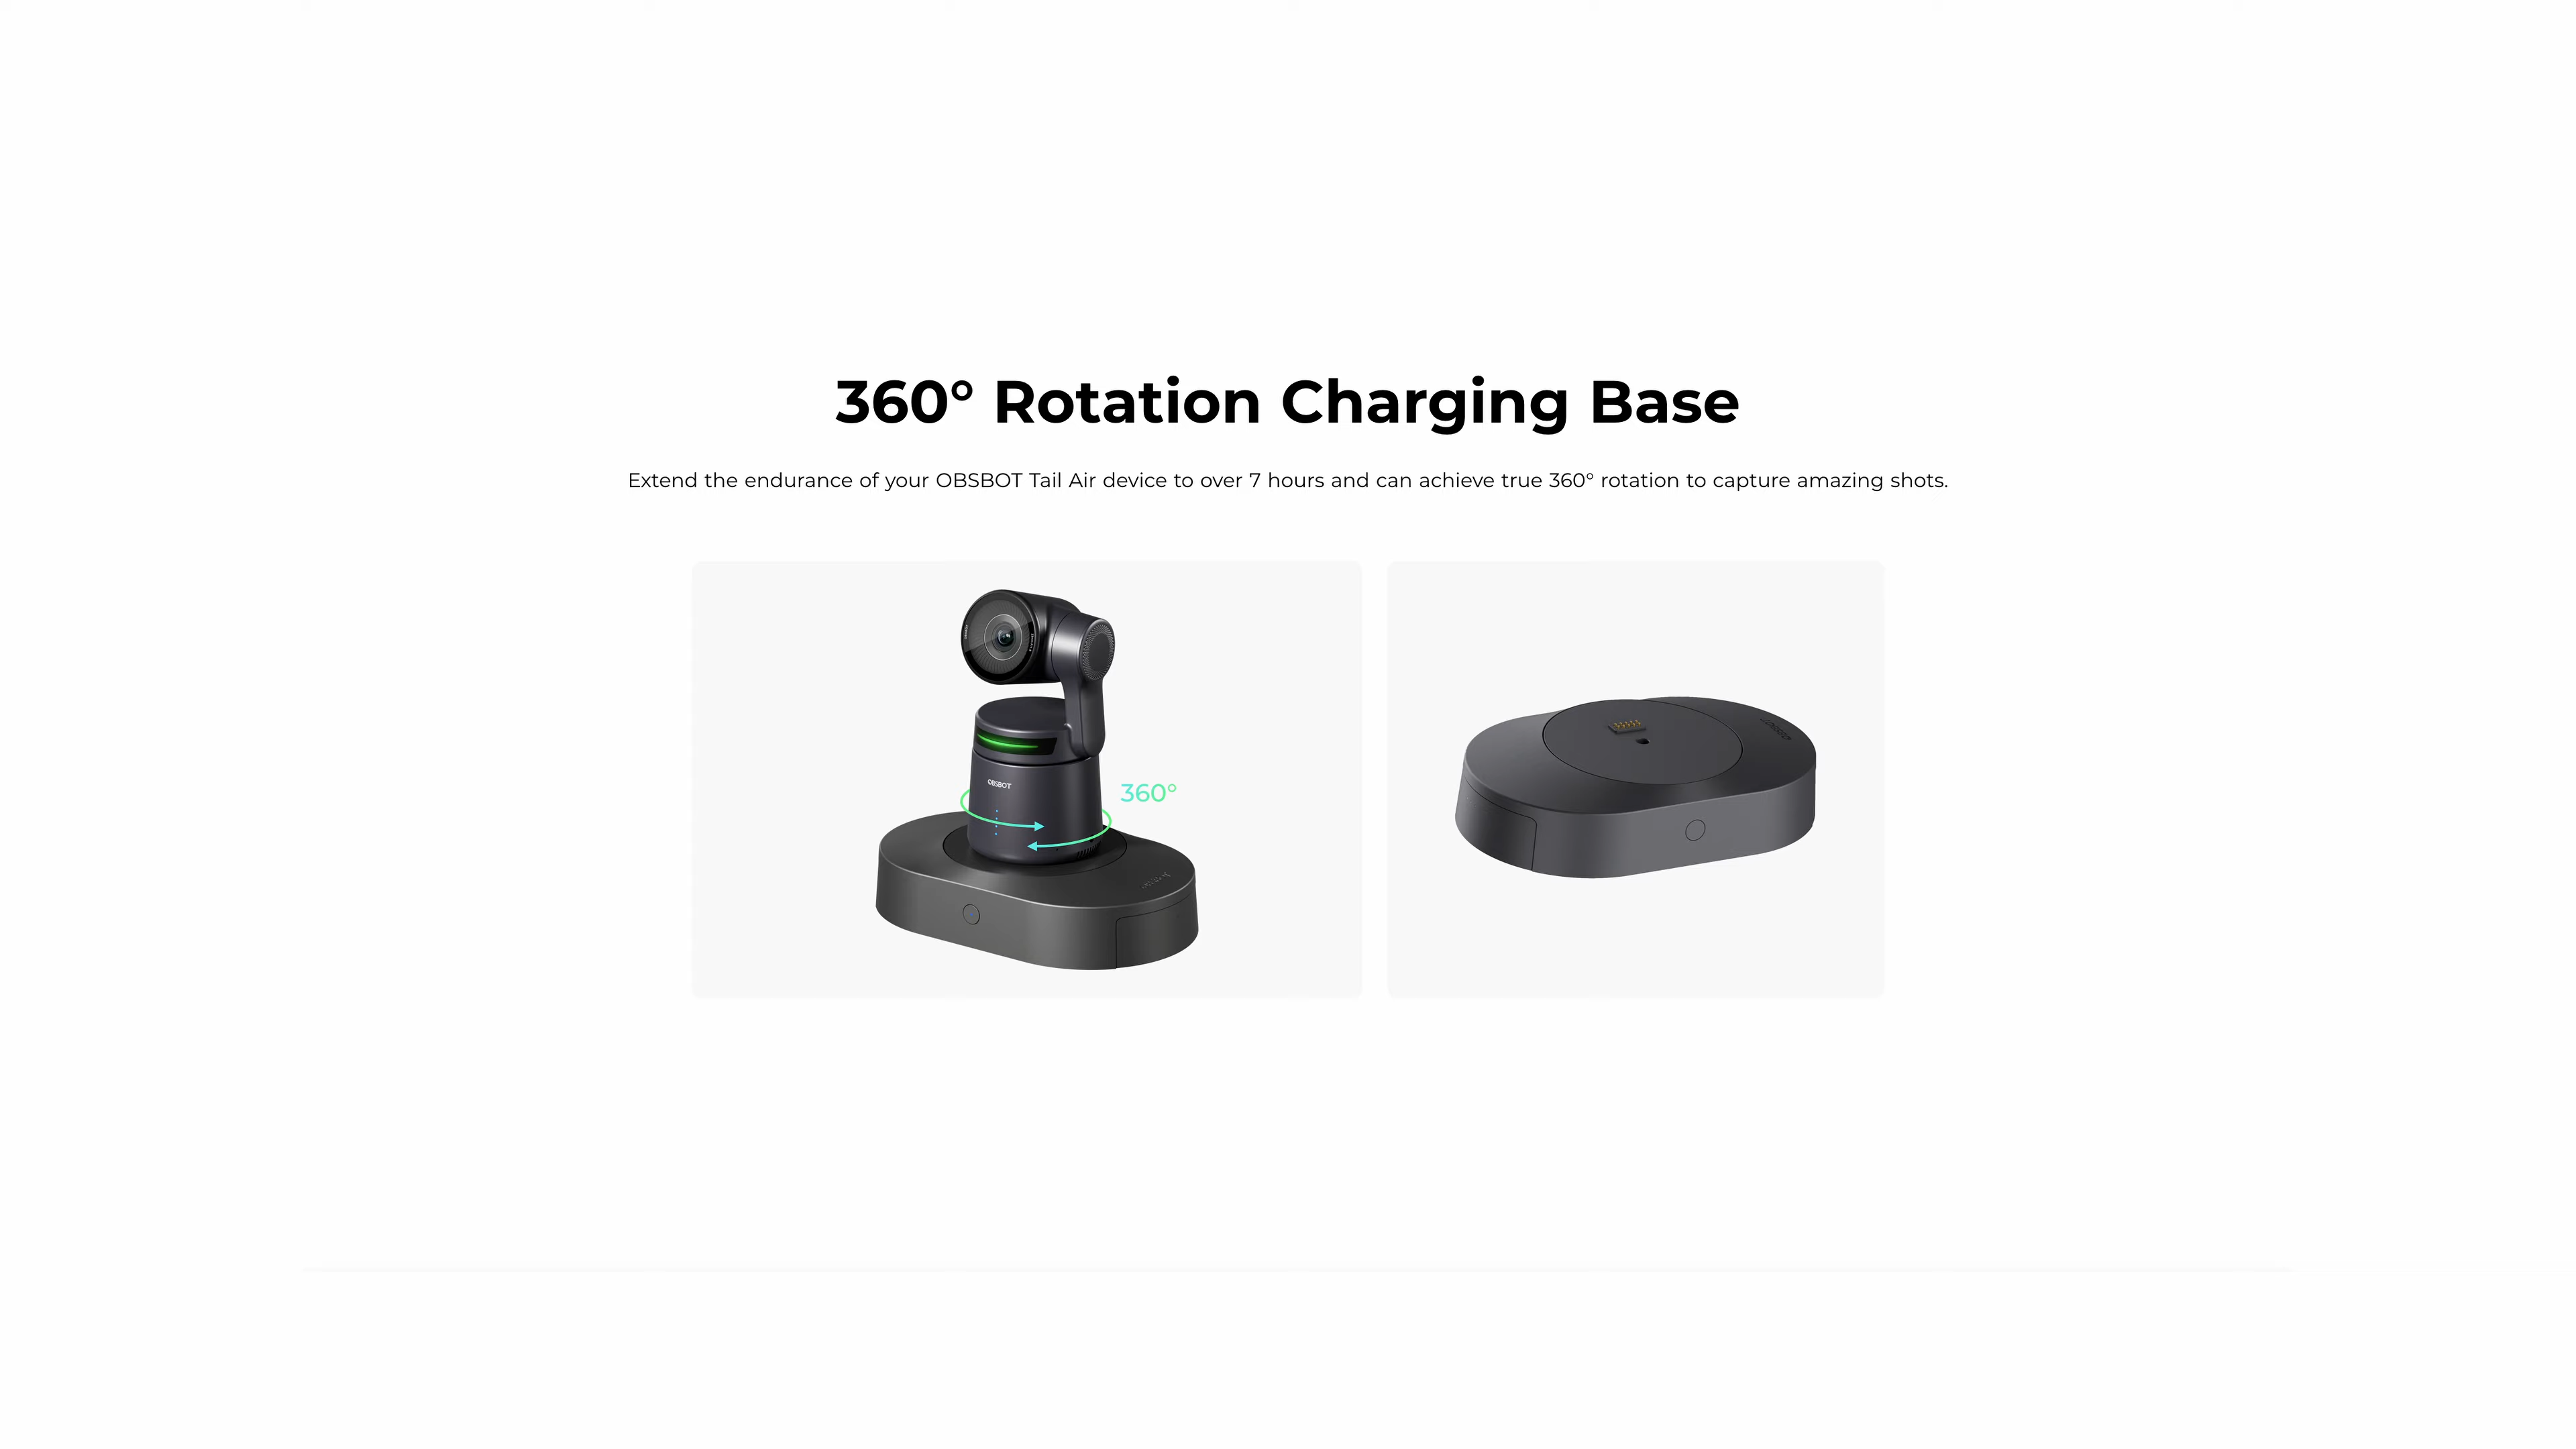 360° Rotation Charging Base
Extend the endurance of your OBSBOT Tail Air device to over 7 hours and can achieve true 360° rotation to capture amazing shots.
OBSBOT
360°